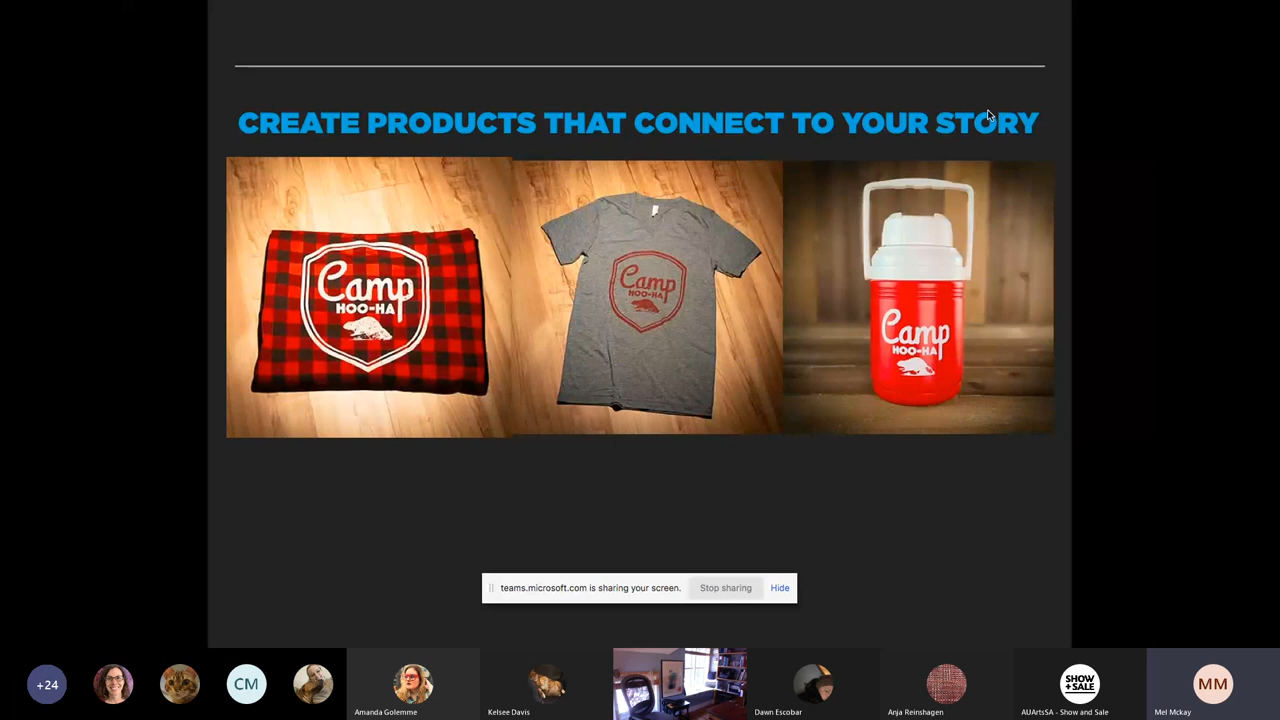 CREATE PRODUCTS THAT CONNECT TO YOUR STORY
Camp
HOO-HA
Camp
HOO-HA
Camp
HOO-HA
teams.microsoft.com is sharing your screen.
Stop sharing
Hide
+24
CM
SHOW
+SALE
MM
Amanda Golemme
Kelsee Davis
Dawn Escobar
Anja Reinshagen
AUArtsSA - Show and Sale
Mel Mckay